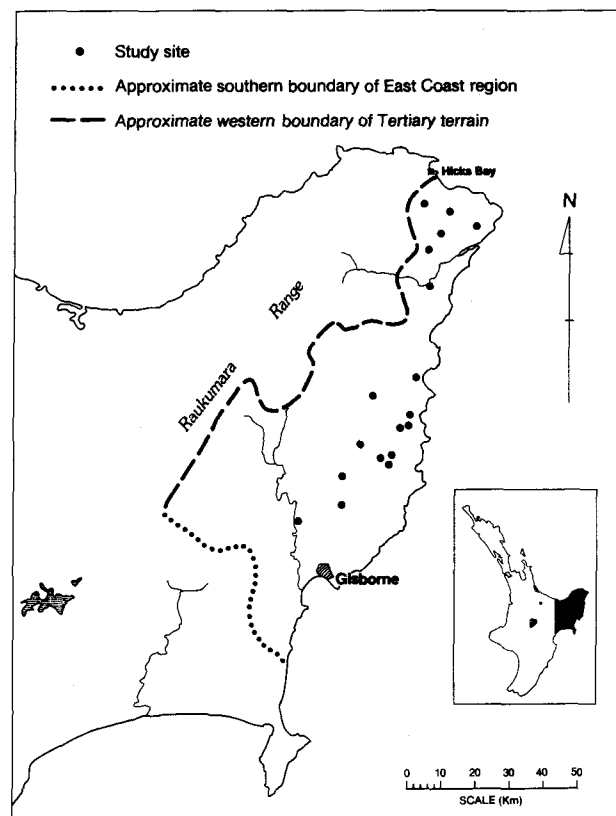 Study site
Approximate southern boundary of East Coast region
Approximate western boundary of Tertiary terrain
Hicks Bay
N
Raukumara Range
Gisborne
0 10 20 30 40 50
SCALE (Km)